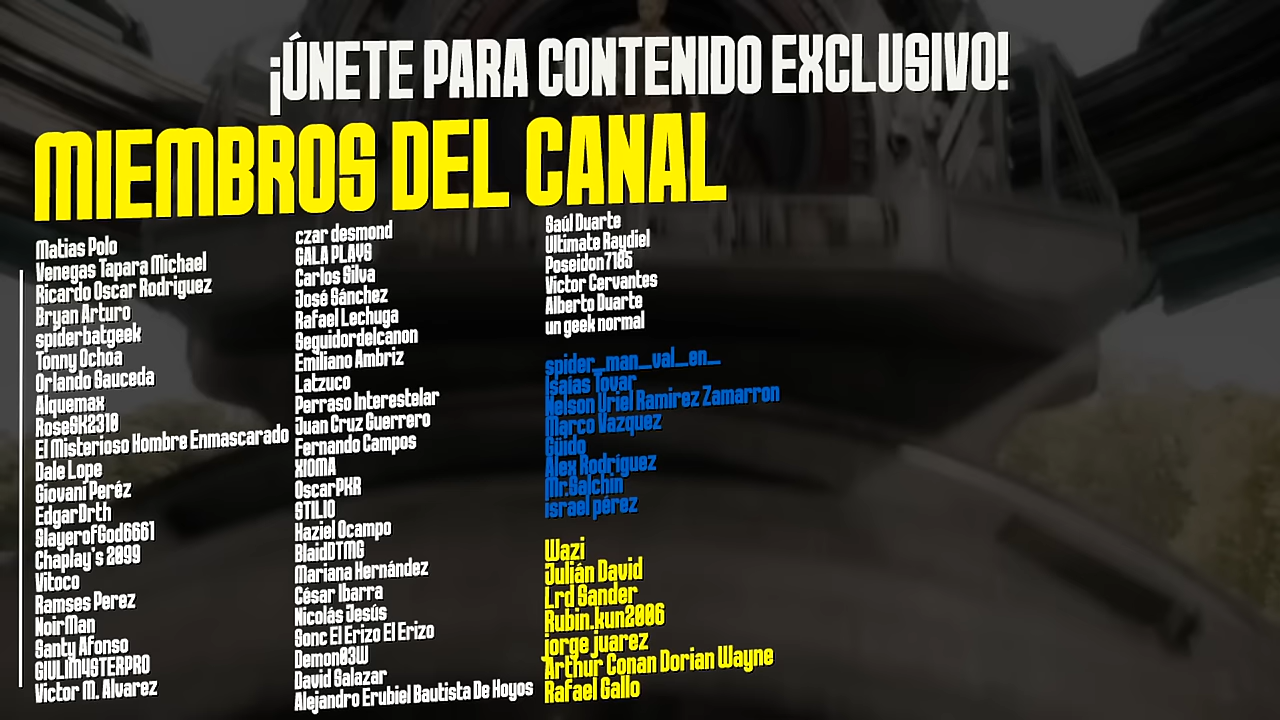 ¡ÚNETE PARA CONTENIDO EXCLUSIVO!
MIEMBROS DEL CANAL
Matias Polo
Venegas Tapara Michael
Ricardo Oscar Rodriguez
Bryan Arturo
spiderbatgeek
Tonny Ochoa
Orlando Sauceda
Alquemax
RoseSK2310
El Misterioso Hombre Enmascarado
Dale Lope
Giovani Peréz
EdgarDrth
SlayerofGod6661
Chaplay's 2099
Vitoco
Ramses Perez
NoirMan
Santy Afonso
GIULIM4STERPRO
Victor M. Alvarez
czar desmond
GALA PLAYS
Carlos Silva
José Sánchez
Rafael Lechuga
Seguidordelcanon
Emiliano Ambriz
Latzuco
Perraso Interestelar
Juan Cruz Guerrero
Fernando Campos
XIOMA
OscarPKR
STILIO
Haziel Ocampo
BlaidDTMG
Mariana Hernández
César Ibarra
Nicolás Jesús
Sonc El Erizo El Erizo
Demon03W
David Salazar
Alejandro Erubiel Bautista De Hoyos
Saúl Duarte
Ultimate Raydiel
Poseidon7185
Victor Cervantes
Alberto Duarte
un geek normal
spider_man_val_en_
Isaías Tovar
Nelson Uriel Ramirez Zamarron
Marco Vazquez
Güido
Alex Rodríguez
Mr.Salchin
israel pérez
Wazi
Julián David
Lrd Sander
Rubin.kun2006
jorge juarez
Arthur Conan Dorian Wayne
Rafael Gallo